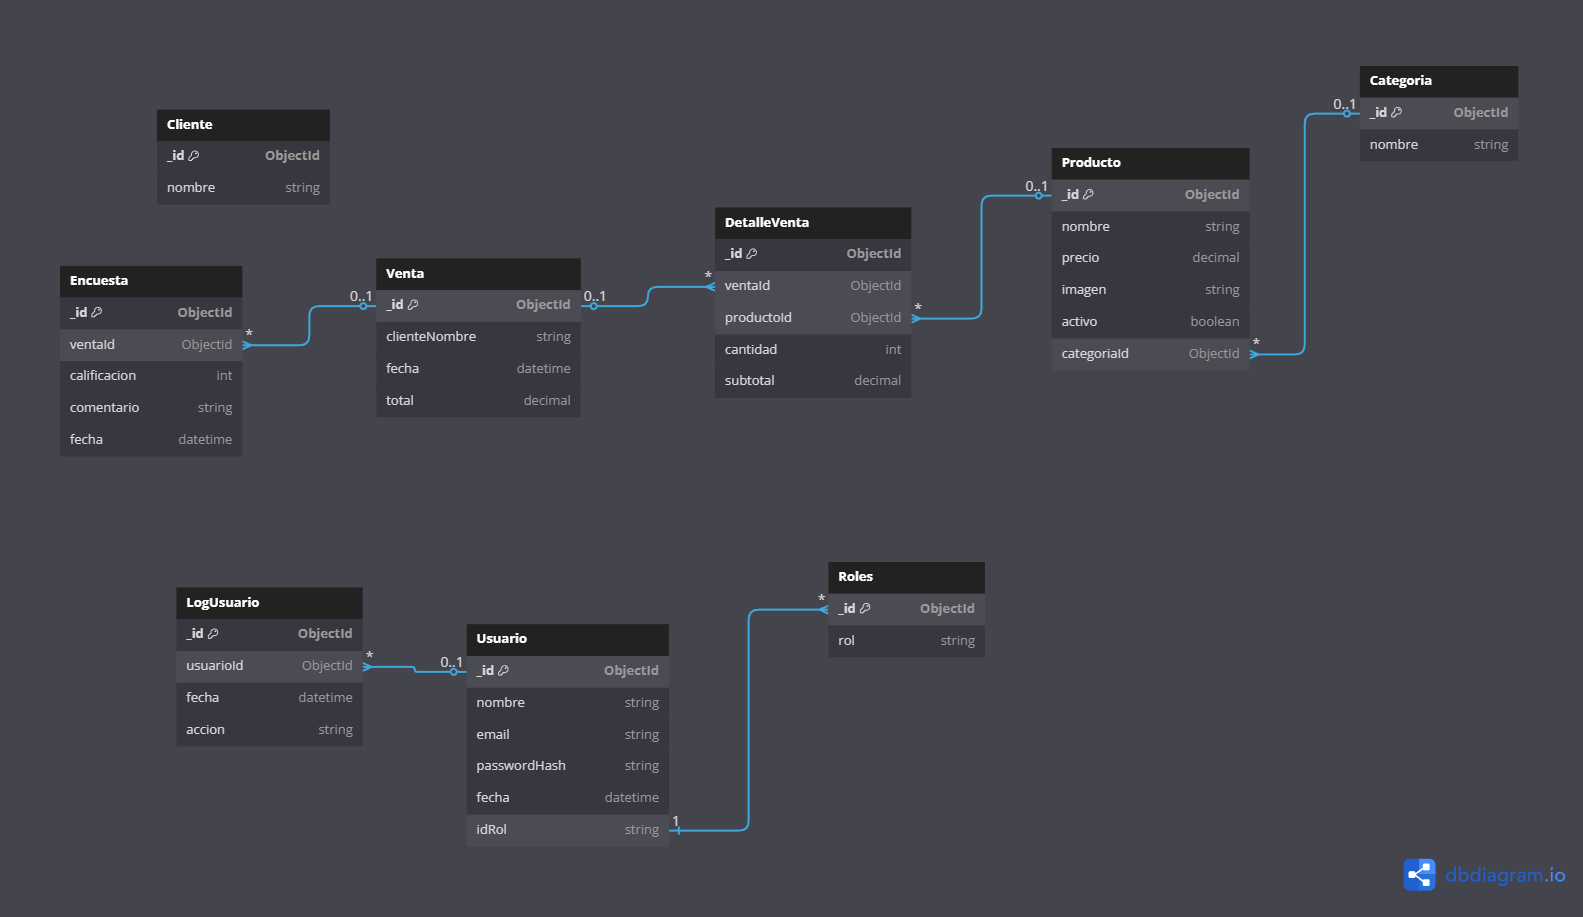 Cliente
_id ObjectId
nombre string
Encuesta
_id ObjectId
ventaId ObjectId
calificacion int
comentario string
fecha datetime
*
0..1
Venta
_id ObjectId
clienteNombre string
fecha datetime
total decimal
0..1
*
DetalleVenta
_id ObjectId
ventaId ObjectId
productoId ObjectId
cantidad int
subtotal decimal
*
0..1
Producto
_id ObjectId
nombre string
precio decimal
imagen string
activo boolean
categoriaId ObjectId
*
0..1
Categoria
_id ObjectId
nombre string
LogUsuario
_id ObjectId
usuarioId ObjectId
fecha datetime
accion string
*
0..1
Usuario
_id ObjectId
nombre string
email string
passwordHash string
fecha datetime
idRol string
1
*
Roles
_id ObjectId
rol string
dbdiagram.io